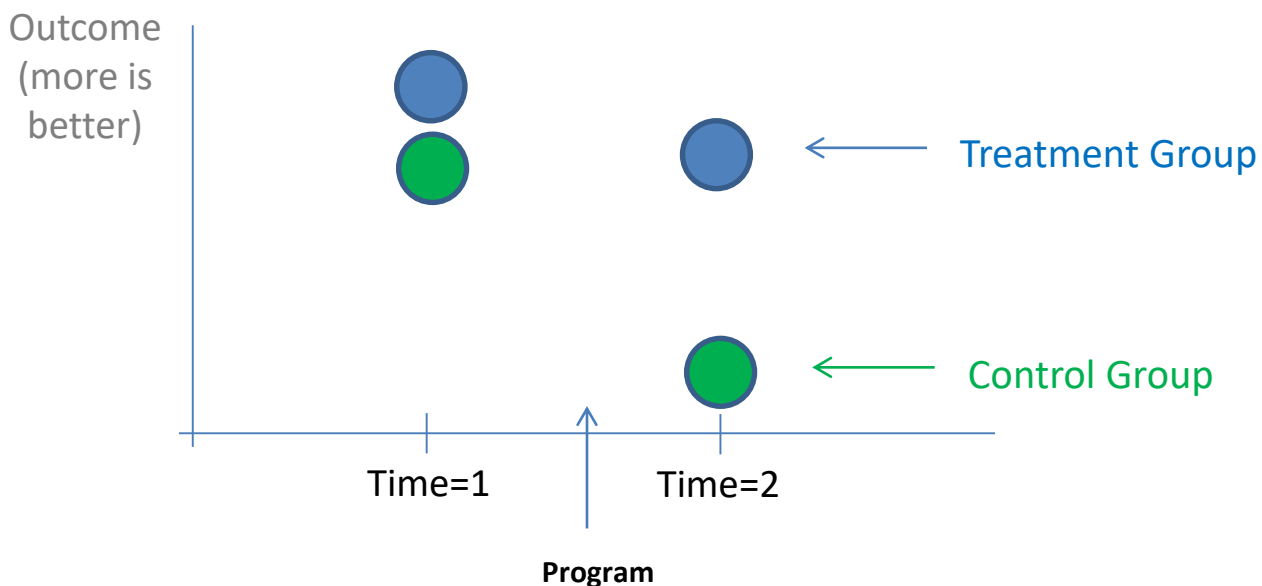 Outcome
(more is
better)
Treatment Group
Control Group
Time=1
Time=2
Program